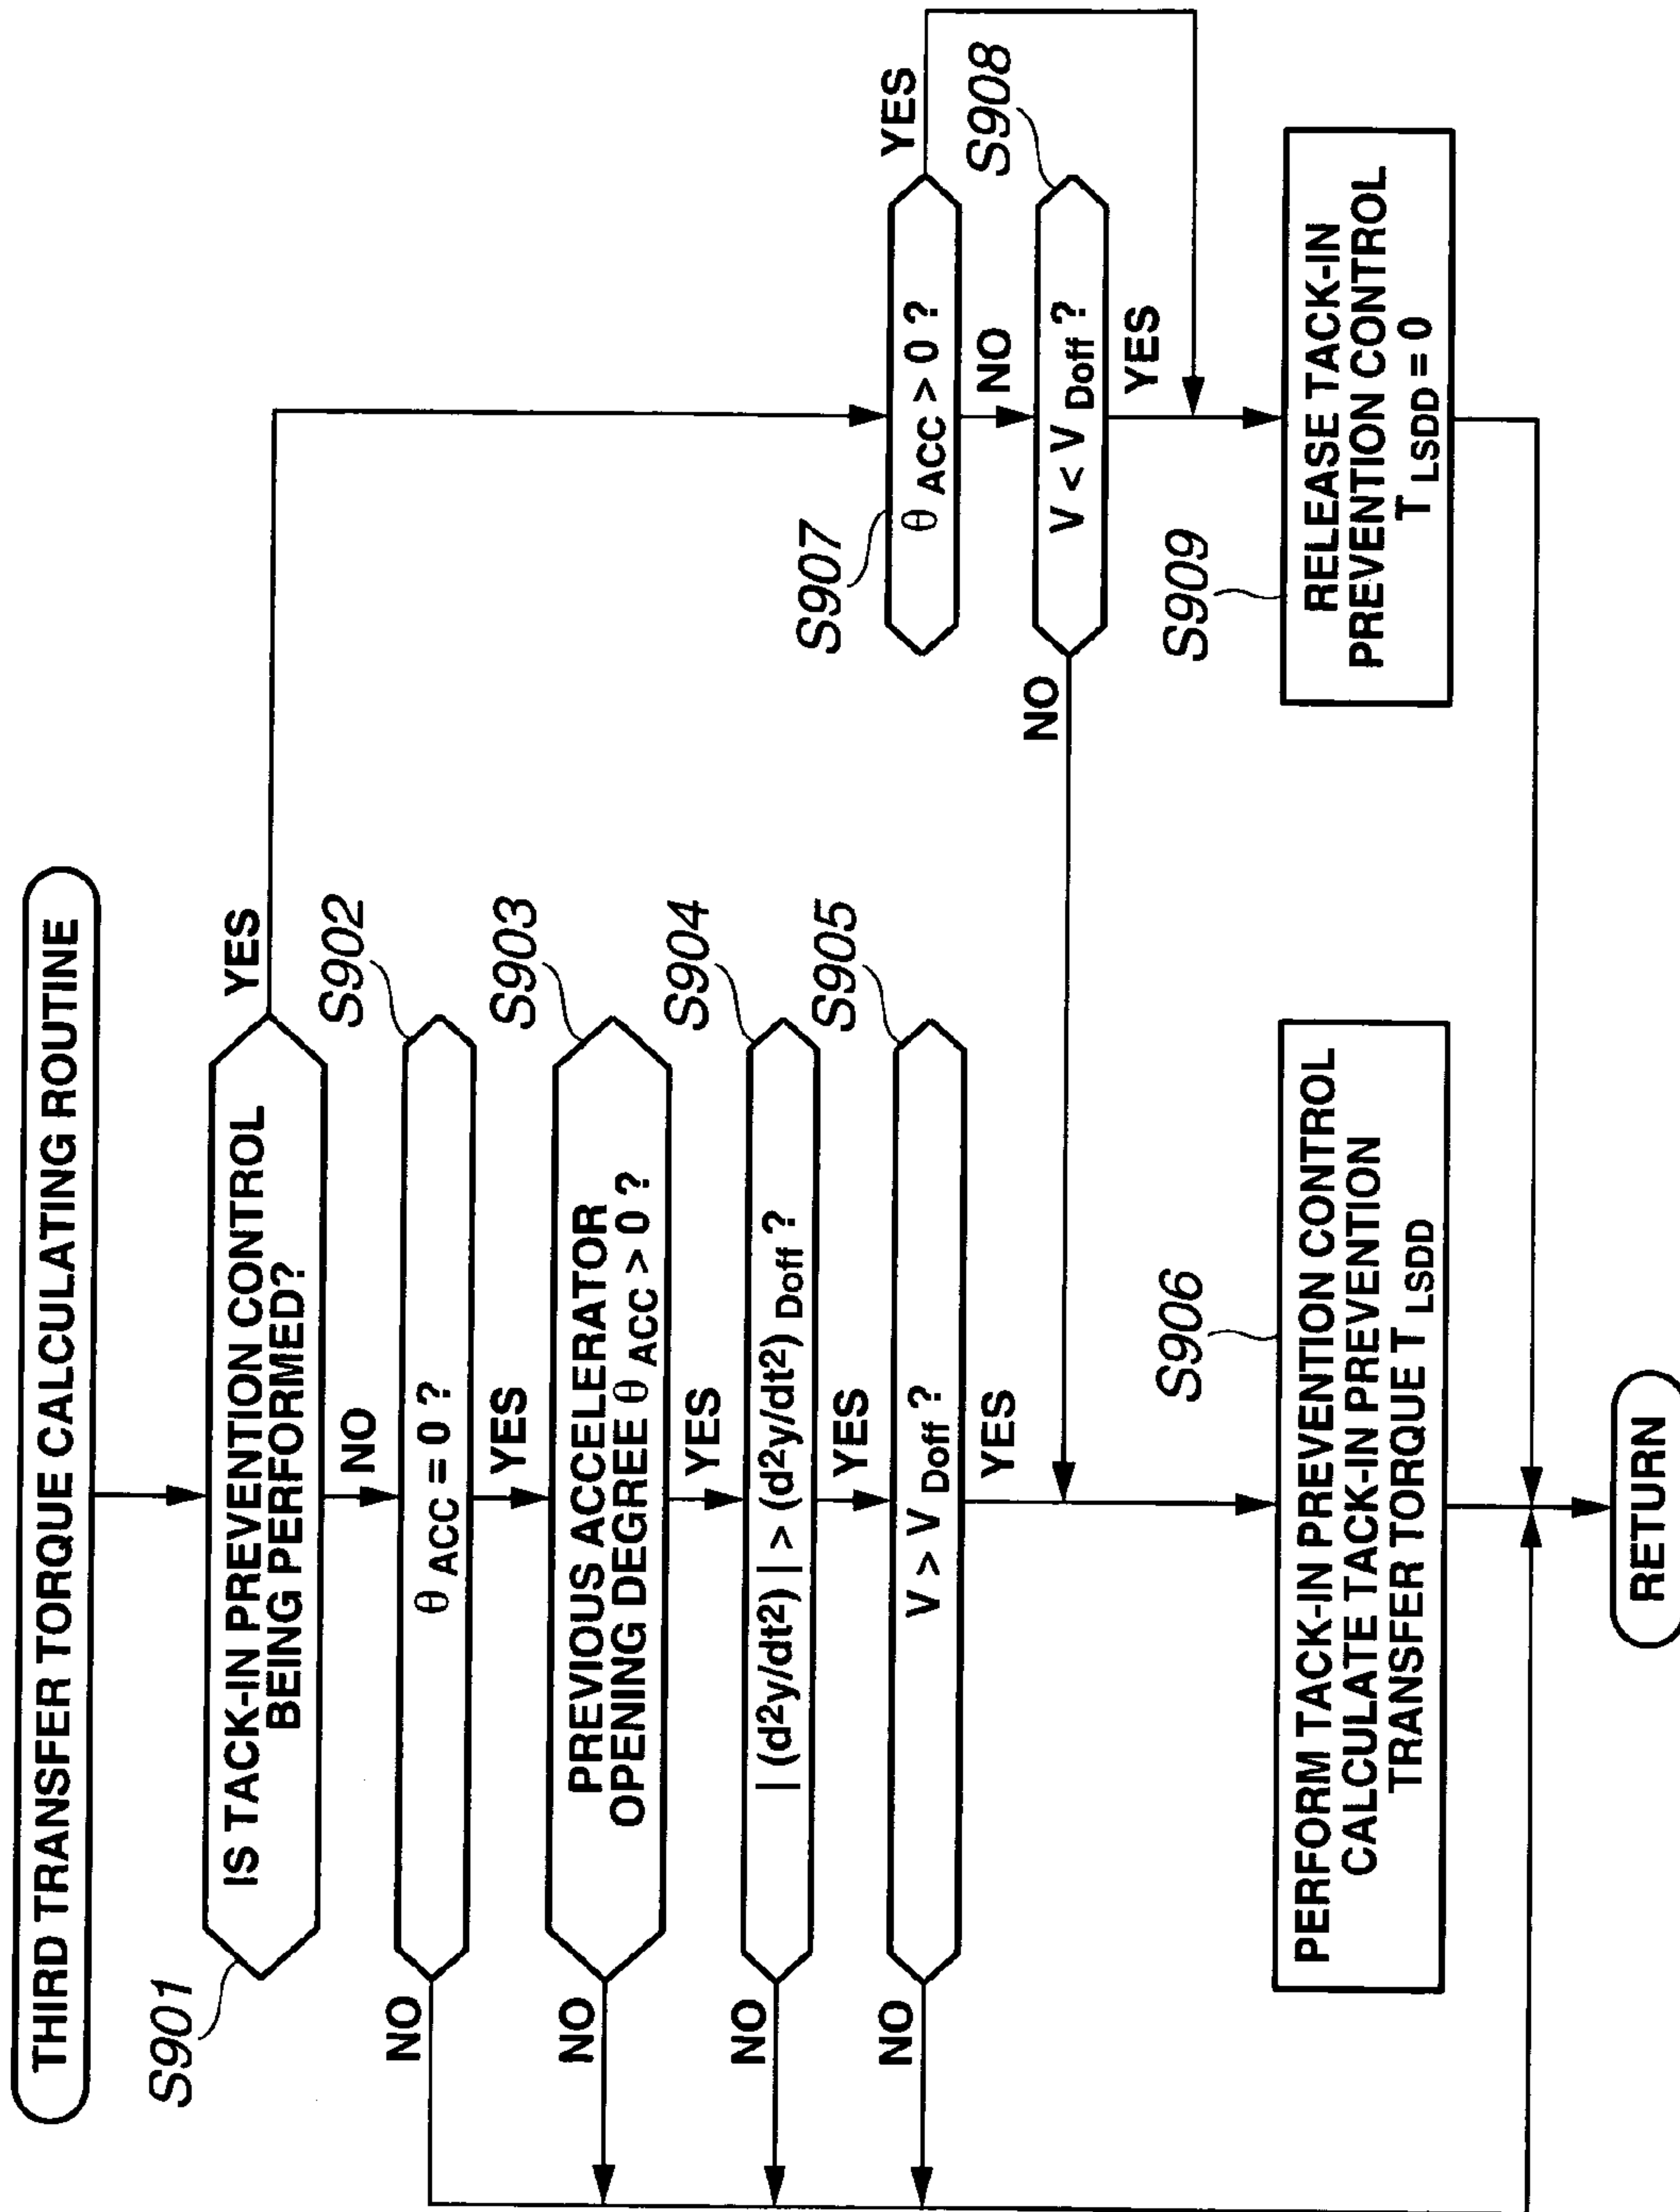 THIRD TRANSFER TORQUE CALCULATING ROUTINE
S901
IS TACK-IN PREVENTION CONTROL
BEING PERFORMED?
YES
NO
S902
θ ACC = 0 ?
NO
YES
S903
PREVIOUS ACCELERATOR
OPENING DEGREE θ ACC > 0 ?
NO
YES
S904
| (d²y/dt²) | > (d²y/dt²) Doff ?
NO
YES
S905
V > V Doff ?
NO
YES
S906
PERFORM TACK-IN PREVENTION CONTROL
CALCULATE TACK-IN PREVENTION
TRANSFER TORQUE T LSDD
S907
θ ACC > 0 ?
YES
NO
S908
V < V Doff ?
NO
YES
S909
RELEASE TACK-IN
PREVENTION CONTROL
T LSDD = 0
RETURN